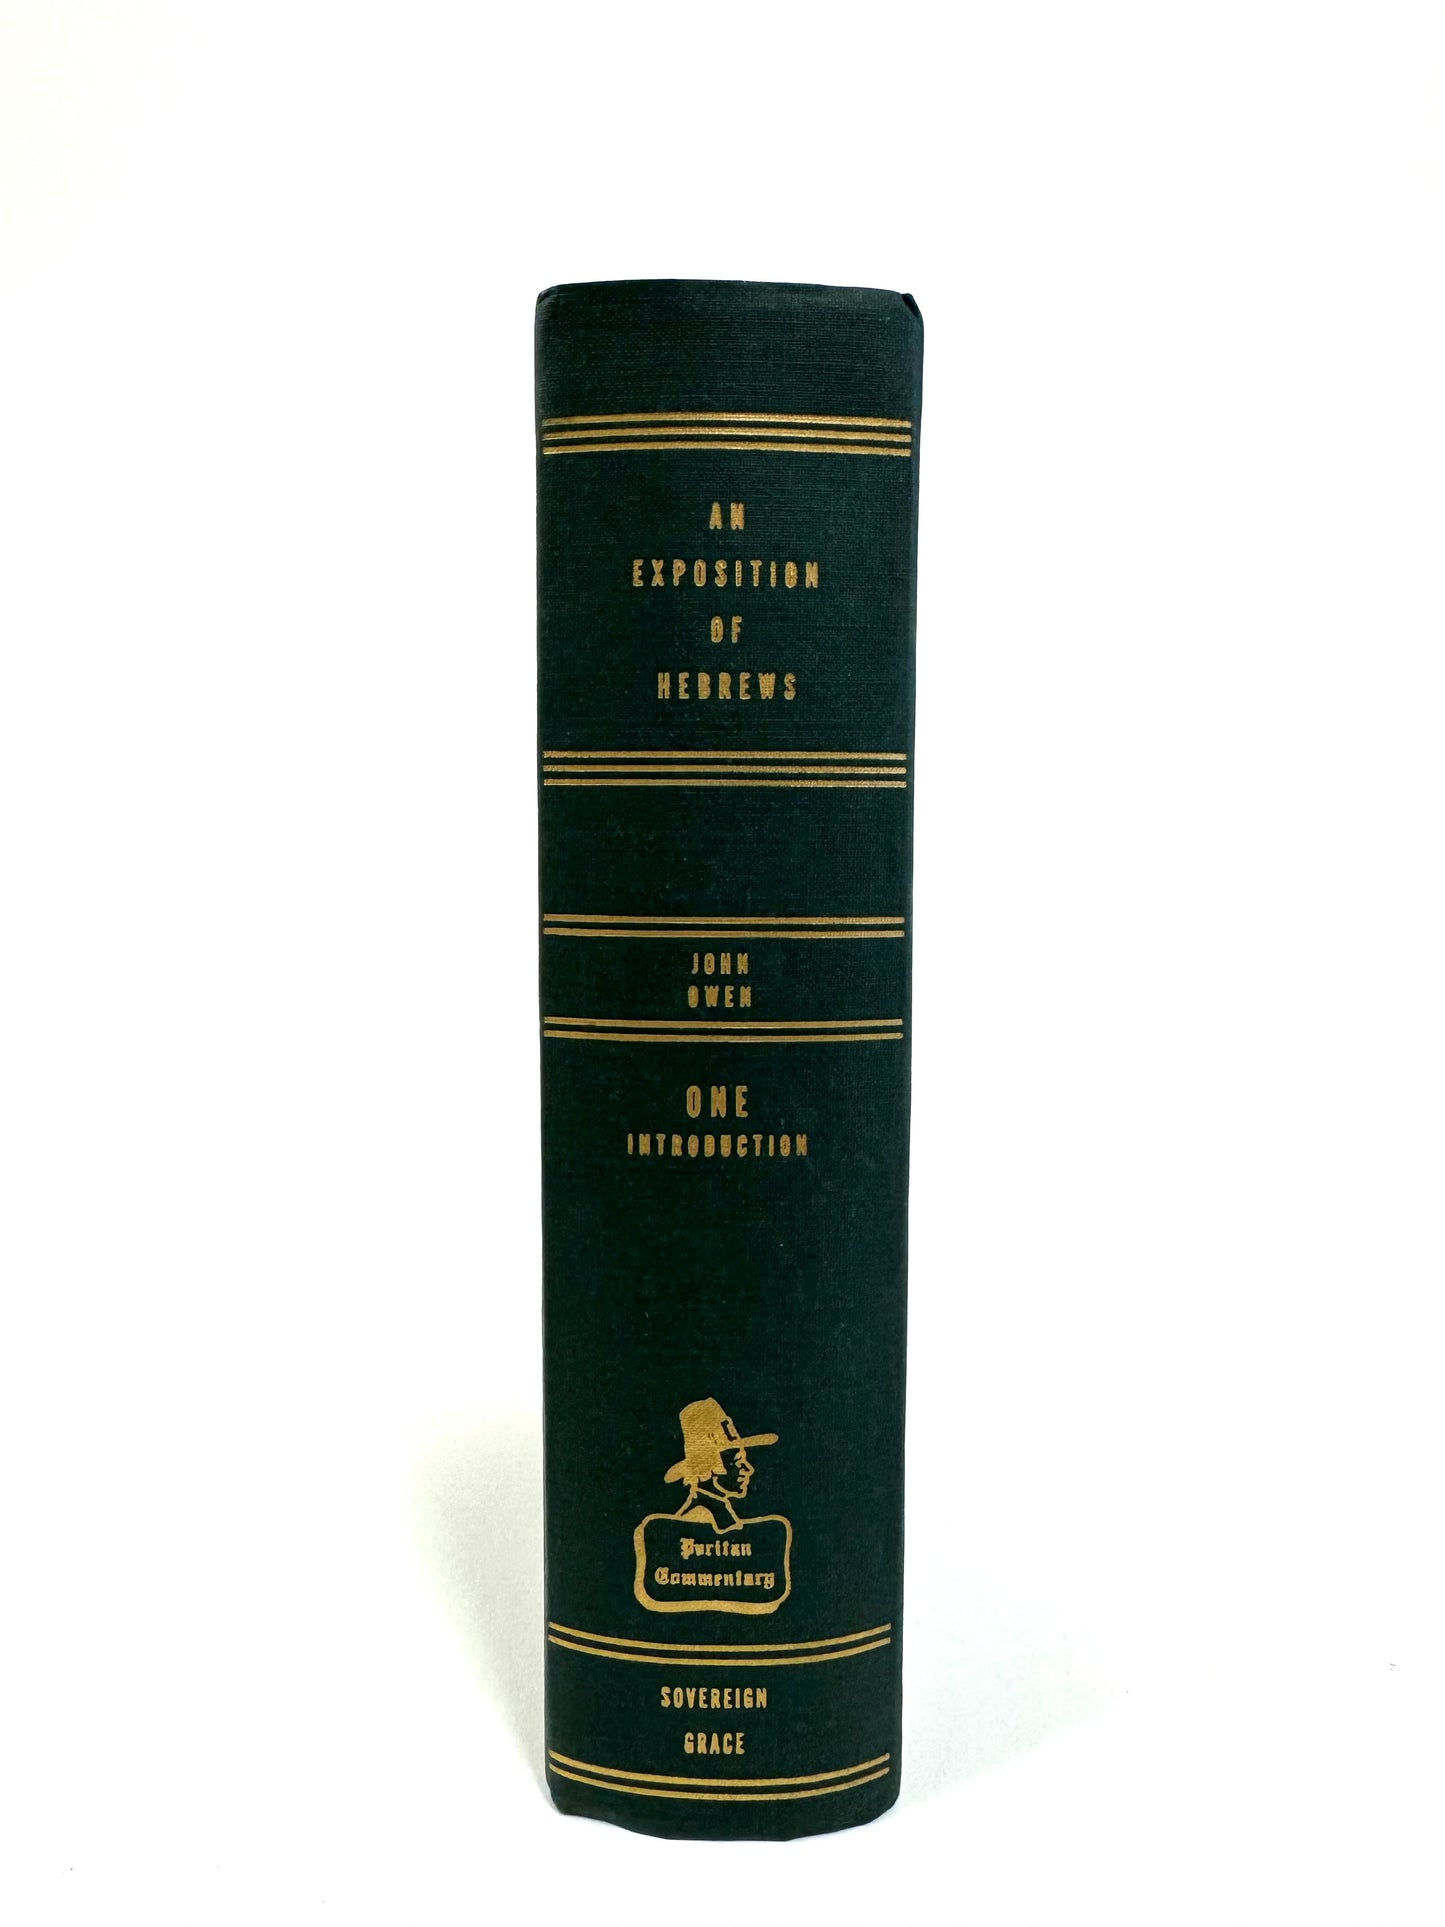 AN
EXPOSITION
OF
HEBREWS
JOHN
OWEN
ONE
INTRODUCTION
Puritan
Commentary
SOVEREIGN
GRACE